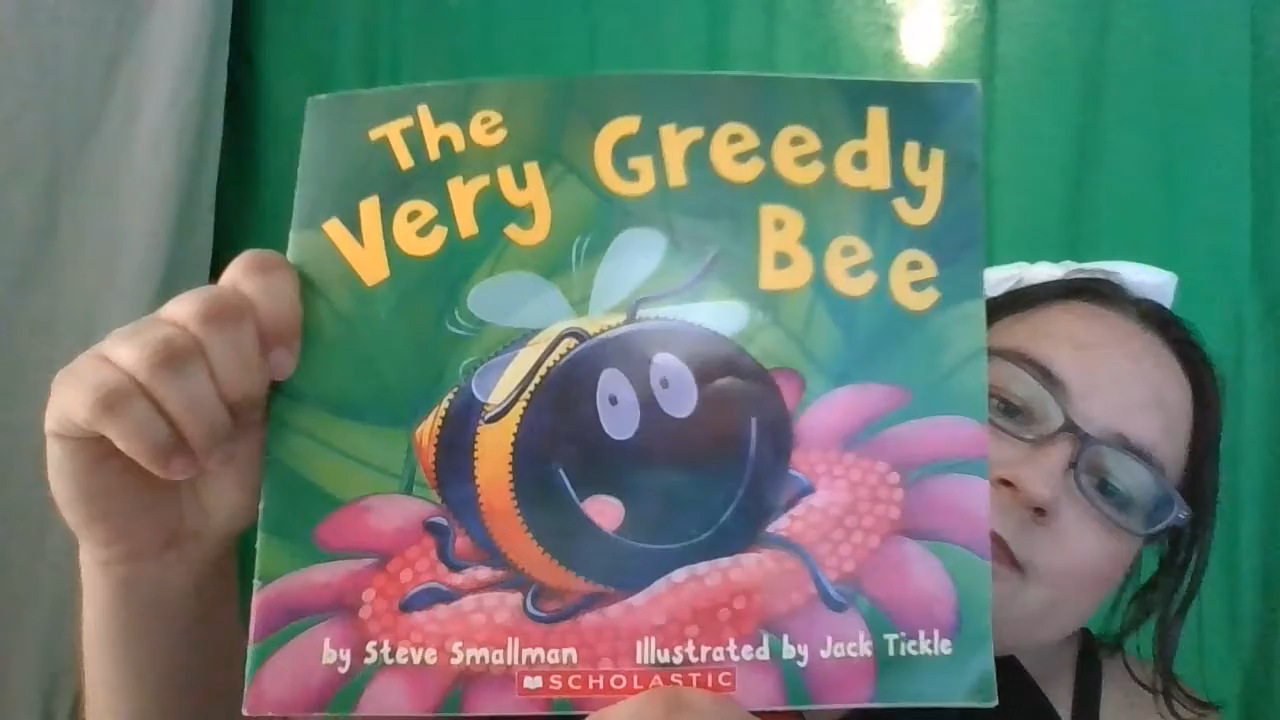 The
Very Greedy
Bee
by Steve Smallman Illustrated by Jack Tickle
SCHOLASTIC